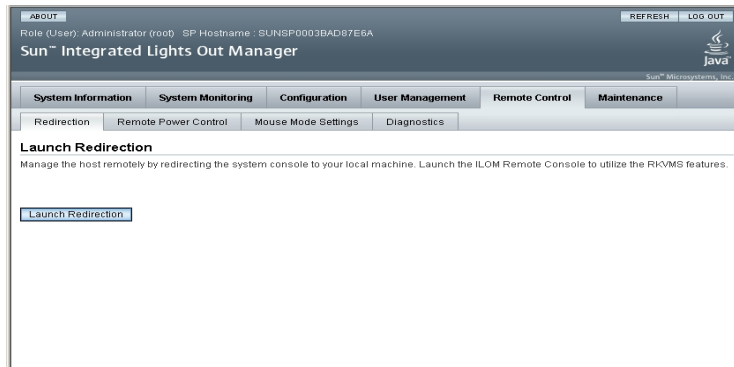 ABOUT REFRESH LOG OUT
Role (User): Administrator (root) SP Hostname : SUNSP0003BAD87E6A
Sun™ Integrated Lights Out Manager
Java™
Sun™ Microsystems, Inc.
System Information System Monitoring Configuration User Management Remote Control Maintenance
Redirection Remote Power Control Mouse Mode Settings Diagnostics
Launch Redirection
Manage the host remotely by redirecting the system console to your local machine. Launch the ILOM Remote Console to utilize the RKVMS features.
Launch Redirection